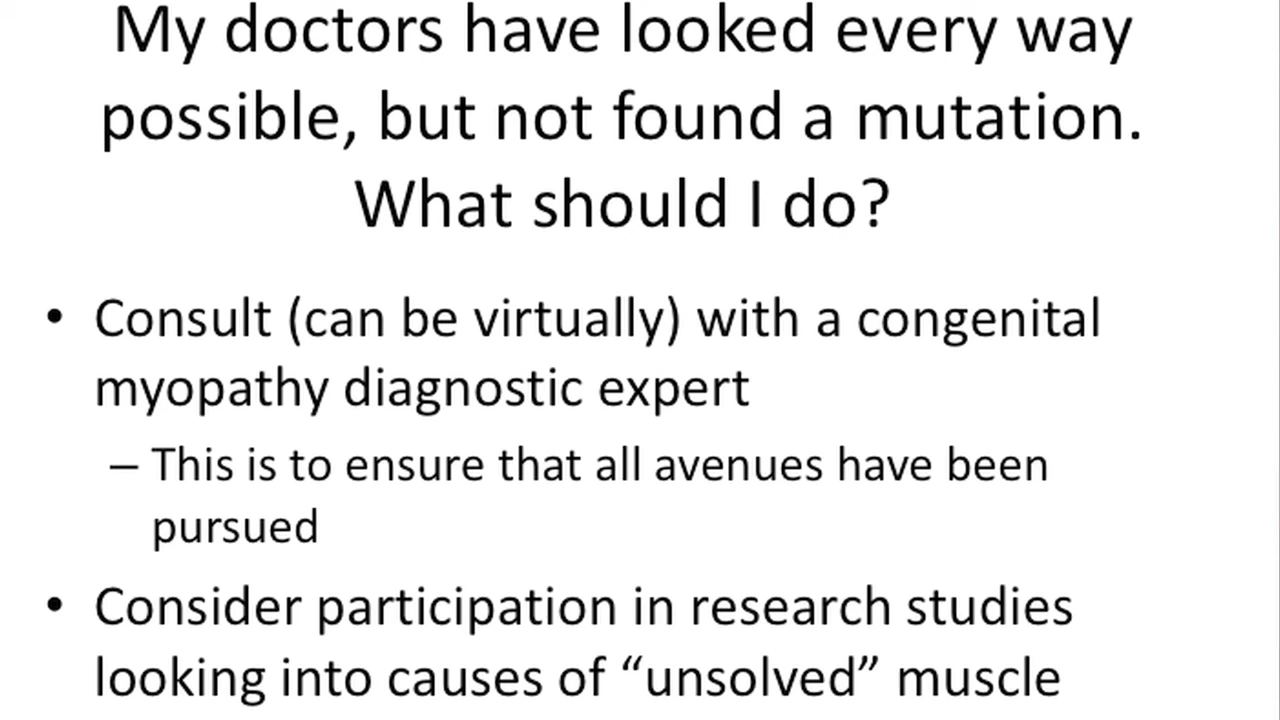 My doctors have looked every way
possible, but not found a mutation.
What should I do?
• Consult (can be virtually) with a congenital
myopathy diagnostic expert
– This is to ensure that all avenues have been
pursued
• Consider participation in research studies
looking into causes of “unsolved” muscle